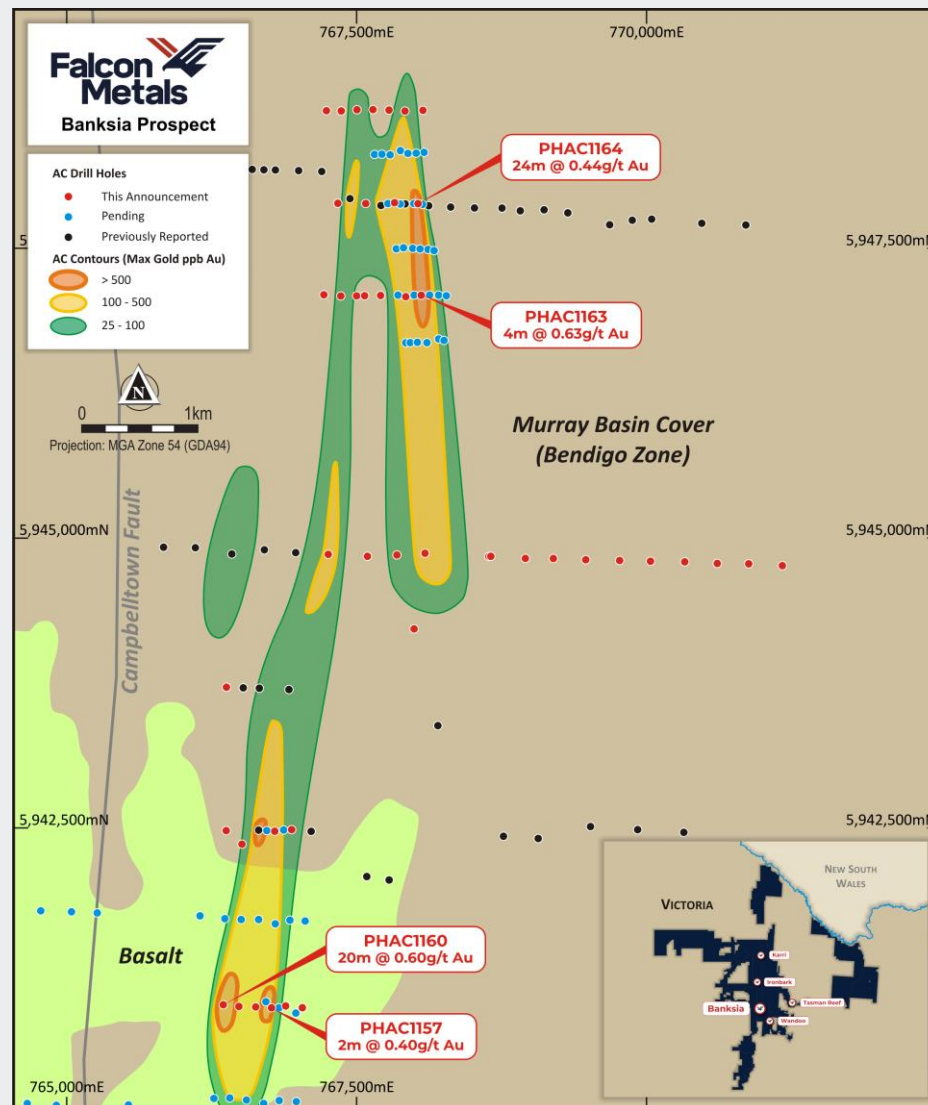 767,500mE
770,000mE
Falcon
Metals
Banksia Prospect
AC Drill Holes
This Announcement
Pending
Previously Reported
AC Contours (Max Gold ppb Au)
> 500
100 - 500
25 - 100
N
0 1km
Projection: MGA Zone 54 (GDA94)
PHAC1164
24m @ 0.44g/t Au
5,947,500mN
PHAC1163
4m @ 0.63g/t Au
Murray Basin Cover
(Bendigo Zone)
Campbelltown Fault
5,945,000mN
5,945,000mN
5,942,500mN
5,942,500mN
Basalt
PHAC1160
20m @ 0.60g/t Au
PHAC1157
2m @ 0.40g/t Au
NEW SOUTH
WALES
VICTORIA
Karri
Ironbark
Tasman Reef
Banksia
Wandoo
765,000mE
767,500mE